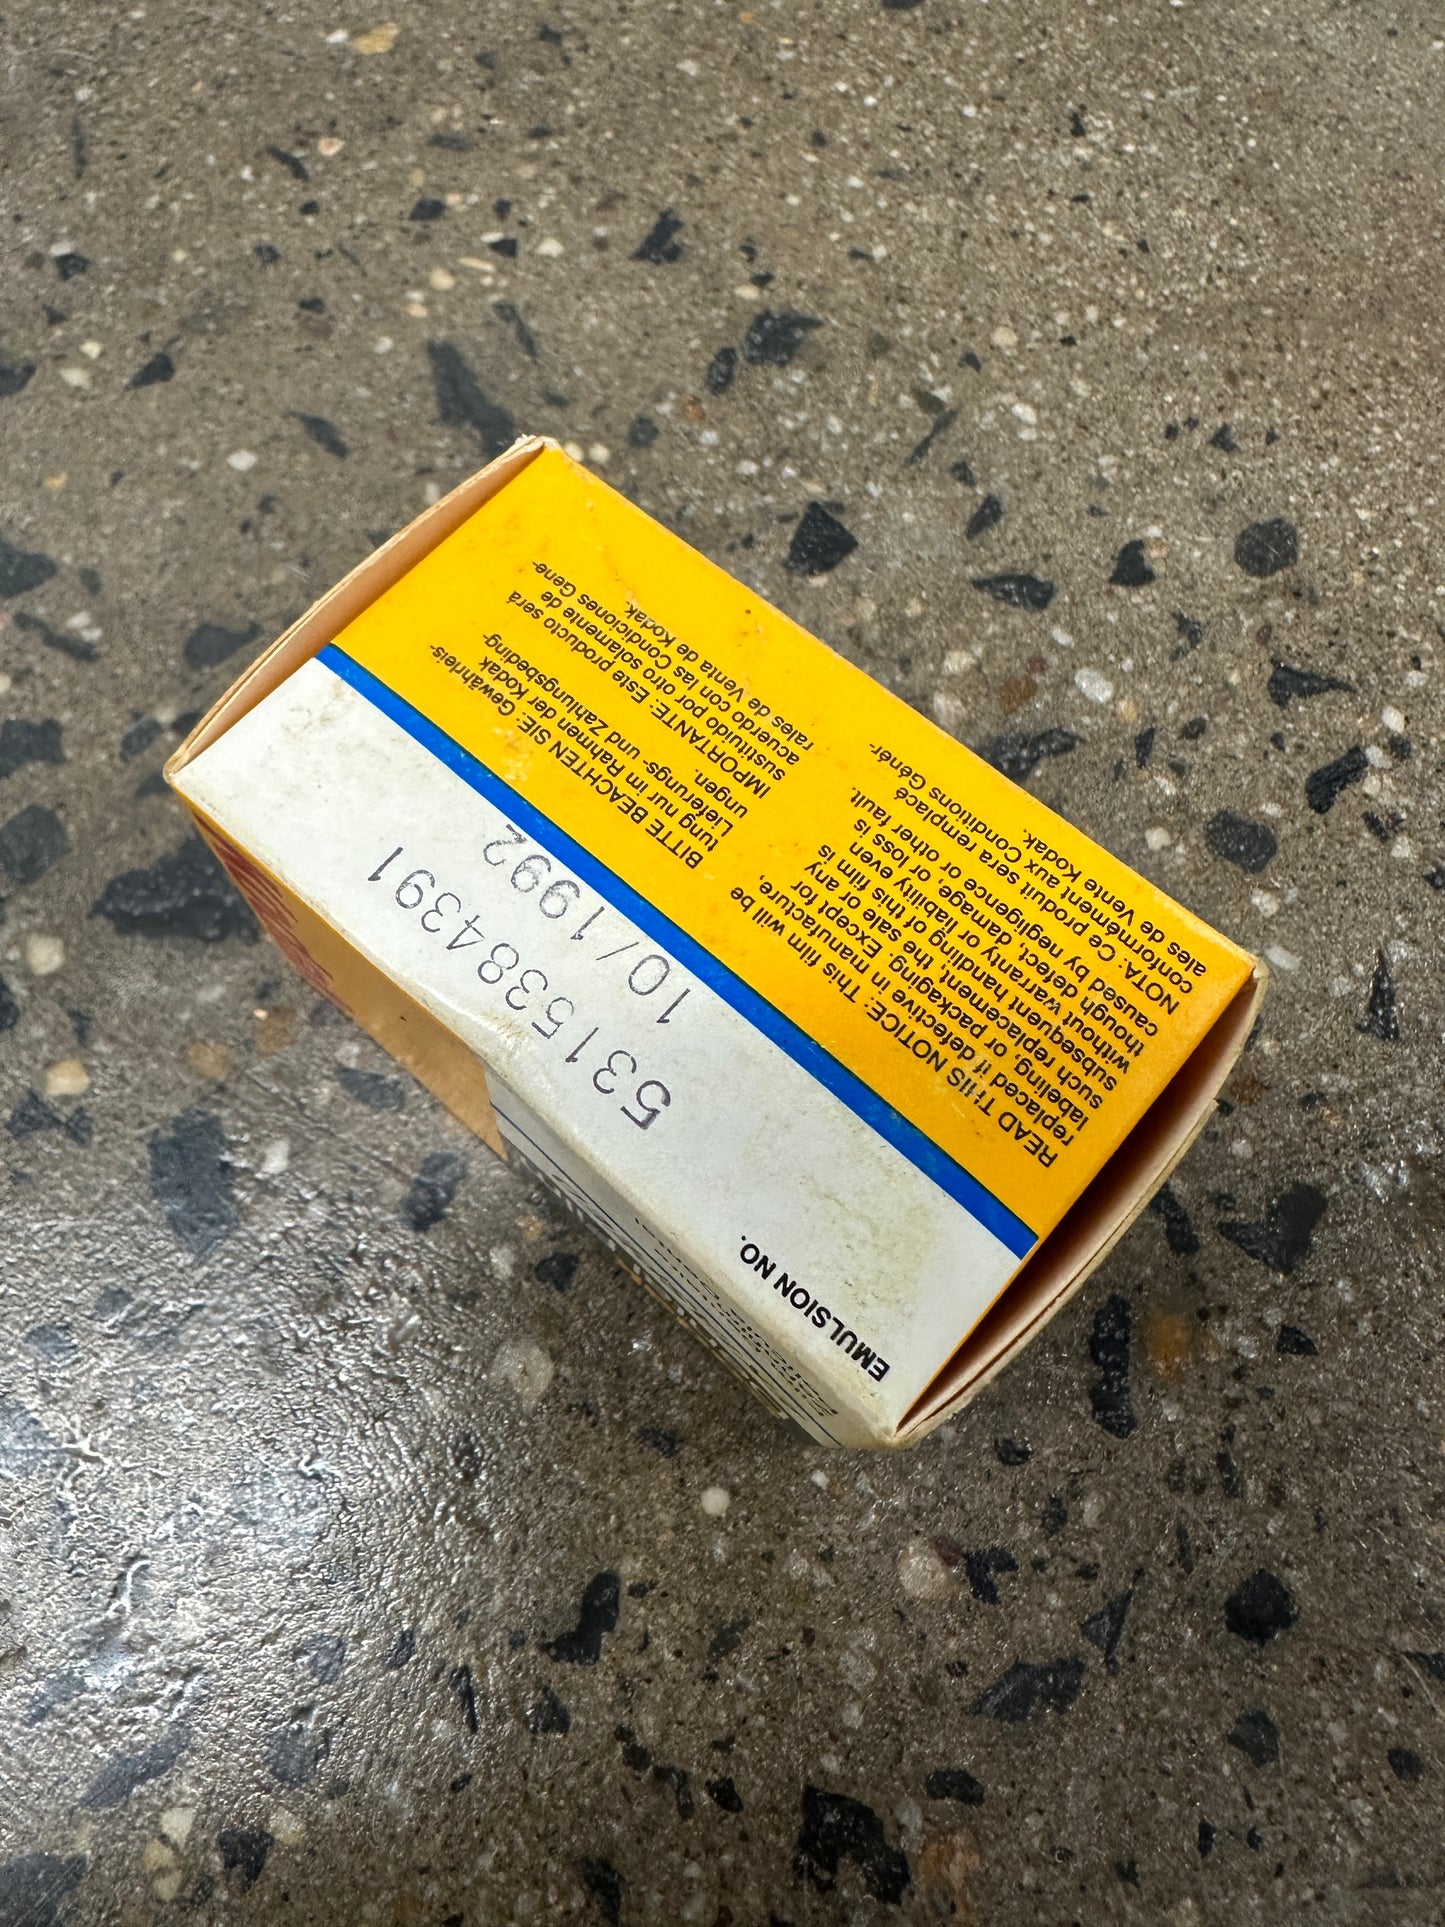 EMULSION NO.
5315384391
10/1992
READ THIS NOTICE: This film will be
replaced if defective in manufacture,
labeling, or packaging. Except for
such replacement, the sale or any
subsequent handling of this film is
without warranty or liability even
though defect, damage, or loss is
caused by negligence or other fault.
NOTA: Ce produit sera remplacé
conformément aux Conditions Génér-
ales de Vente Kodak.
BITTE BEACHTEN SIE: Gewährleis-
tung nur im Rahmen der Kodak
Lieferungs- und Zahlungsbeding-
ungen.
IMPORTANTE: Este producto será
sustituido por otro solamente de
acuerdo con las Condiciones Gene-
rales de Venta de Kodak.